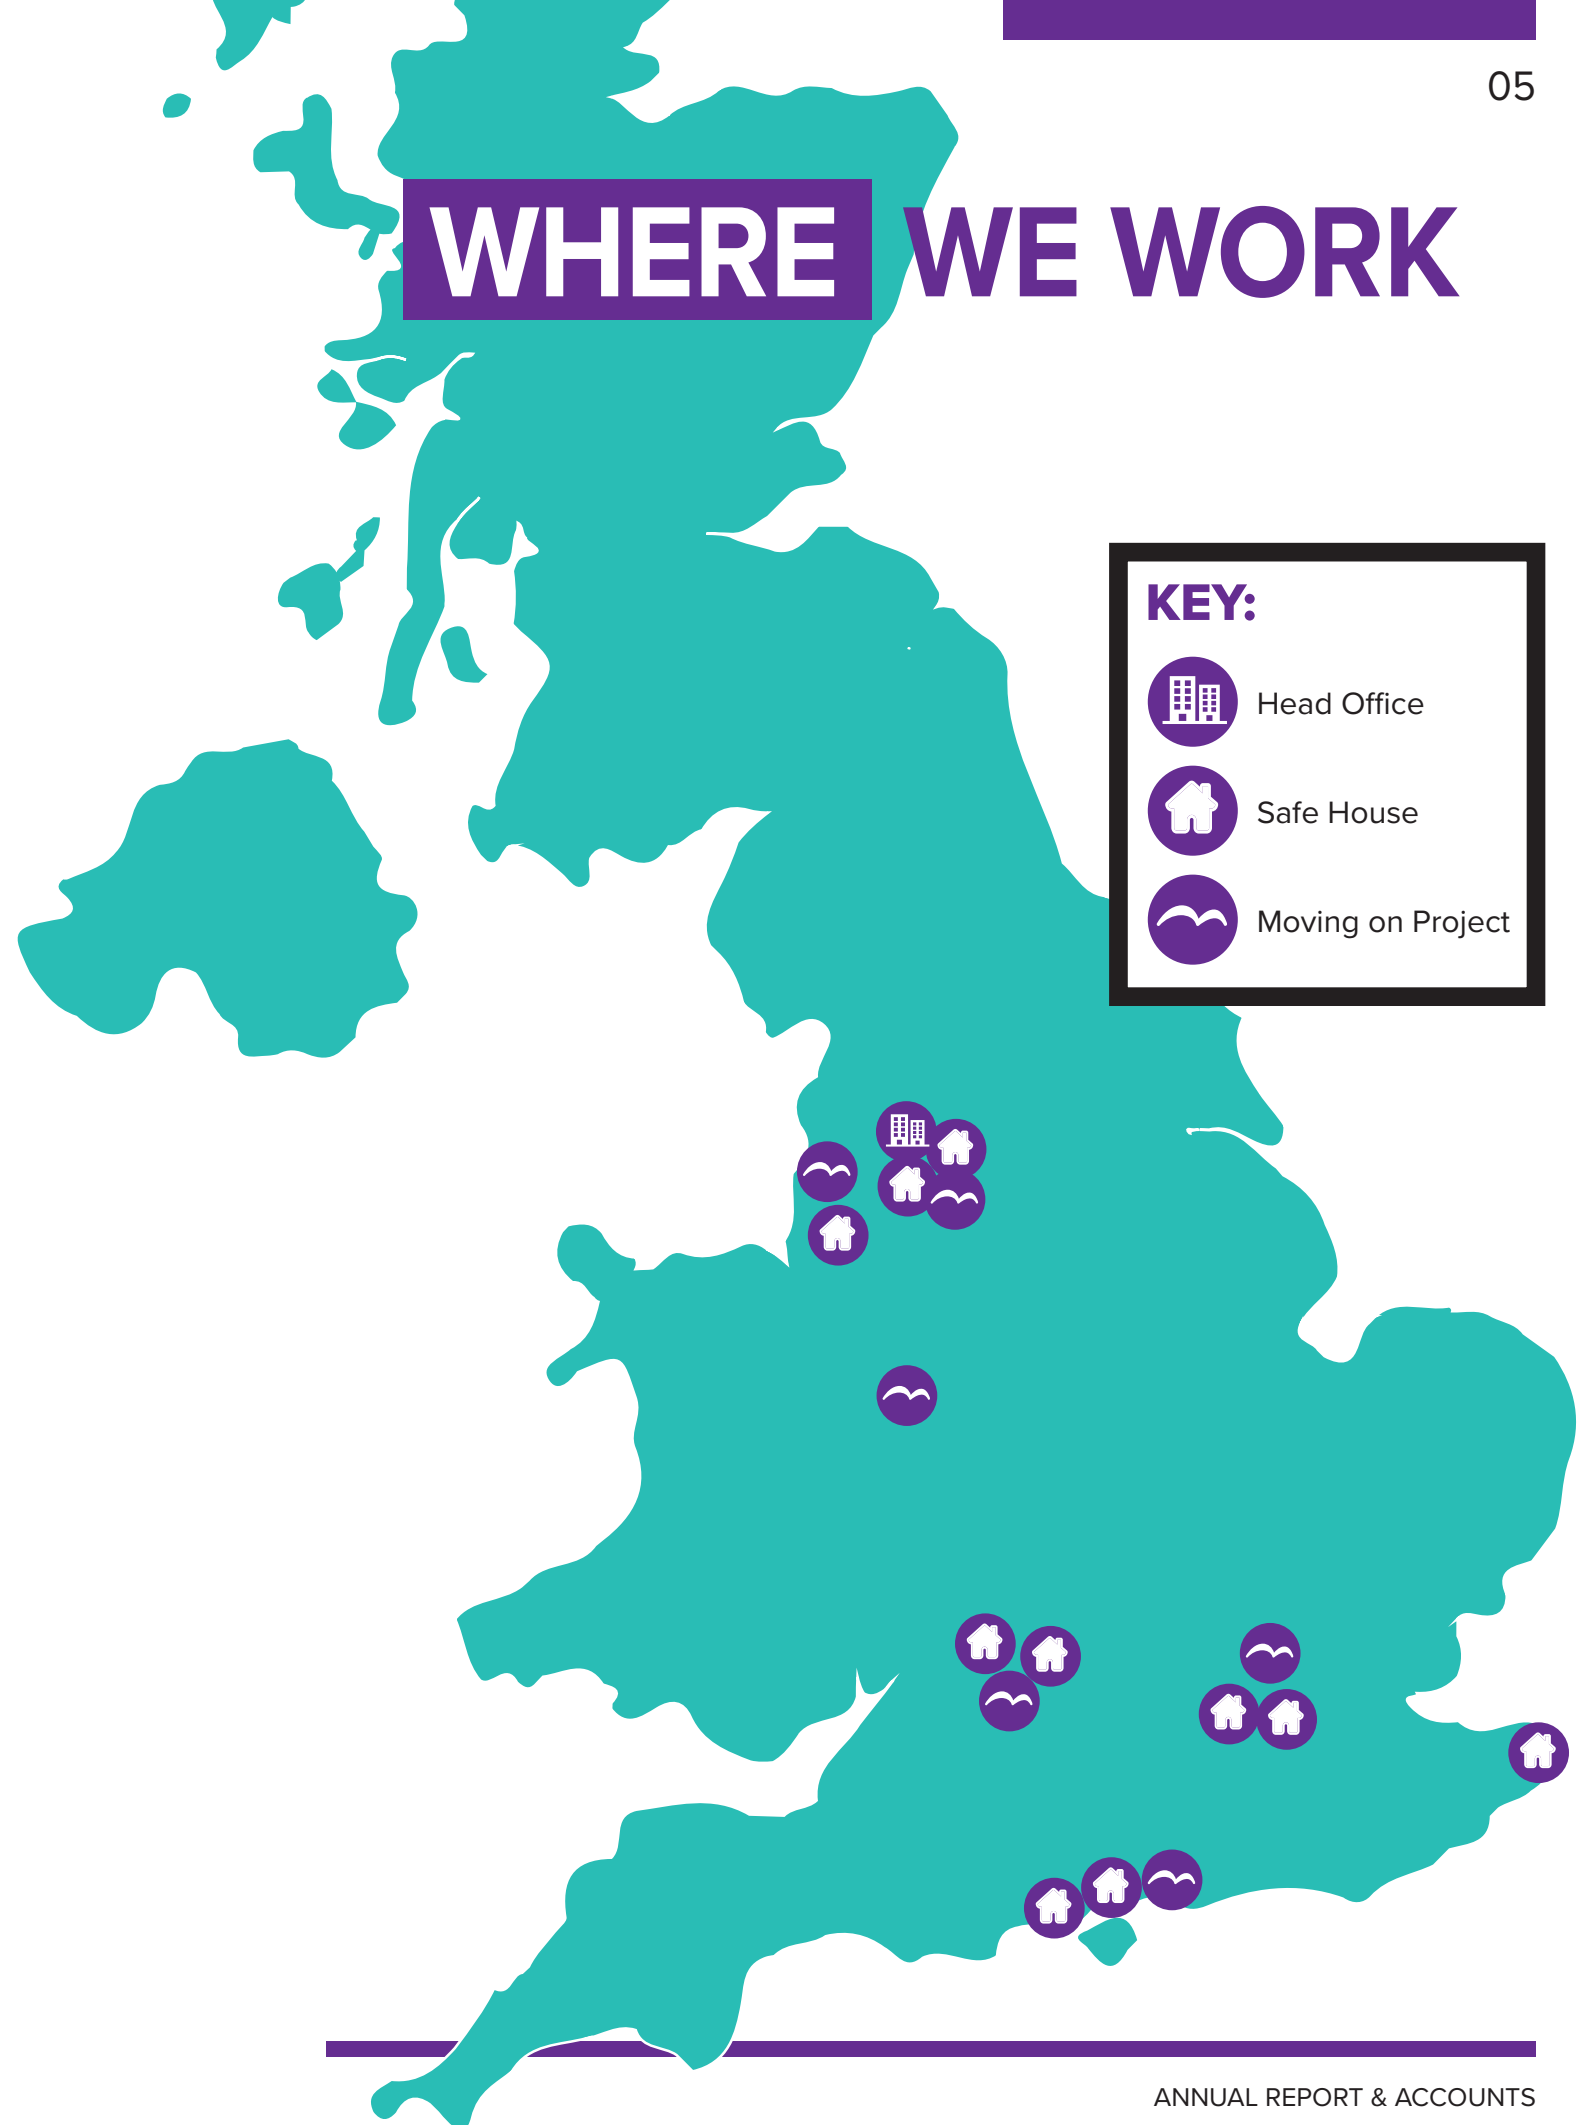 05
WHERE WE WORK
KEY:
Head Office
Safe House
Moving on Project
ANNUAL REPORT & ACCOUNTS